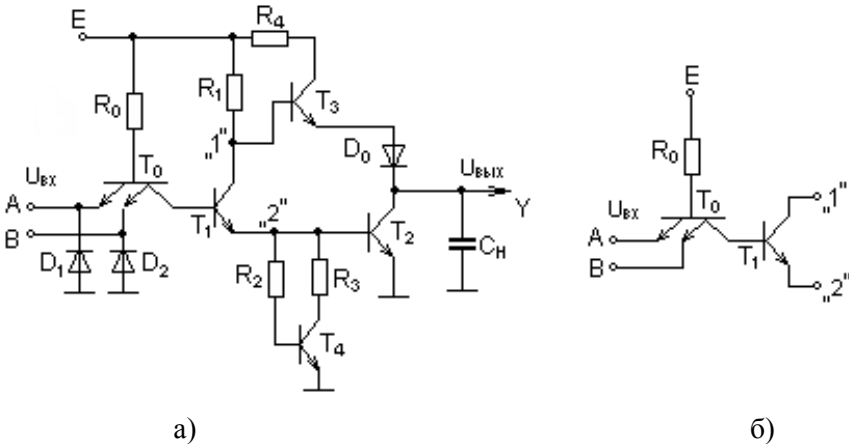 E
R4
R0
R1
T3
„1"
D0
T0
Uвх
Uвых
A
B
T1
„2"
T2
Y
D1
D2
R2
R3
Cн
T4
а)
E
R0
Uвх
T0
A
B
T1
„1"
„2"
б)